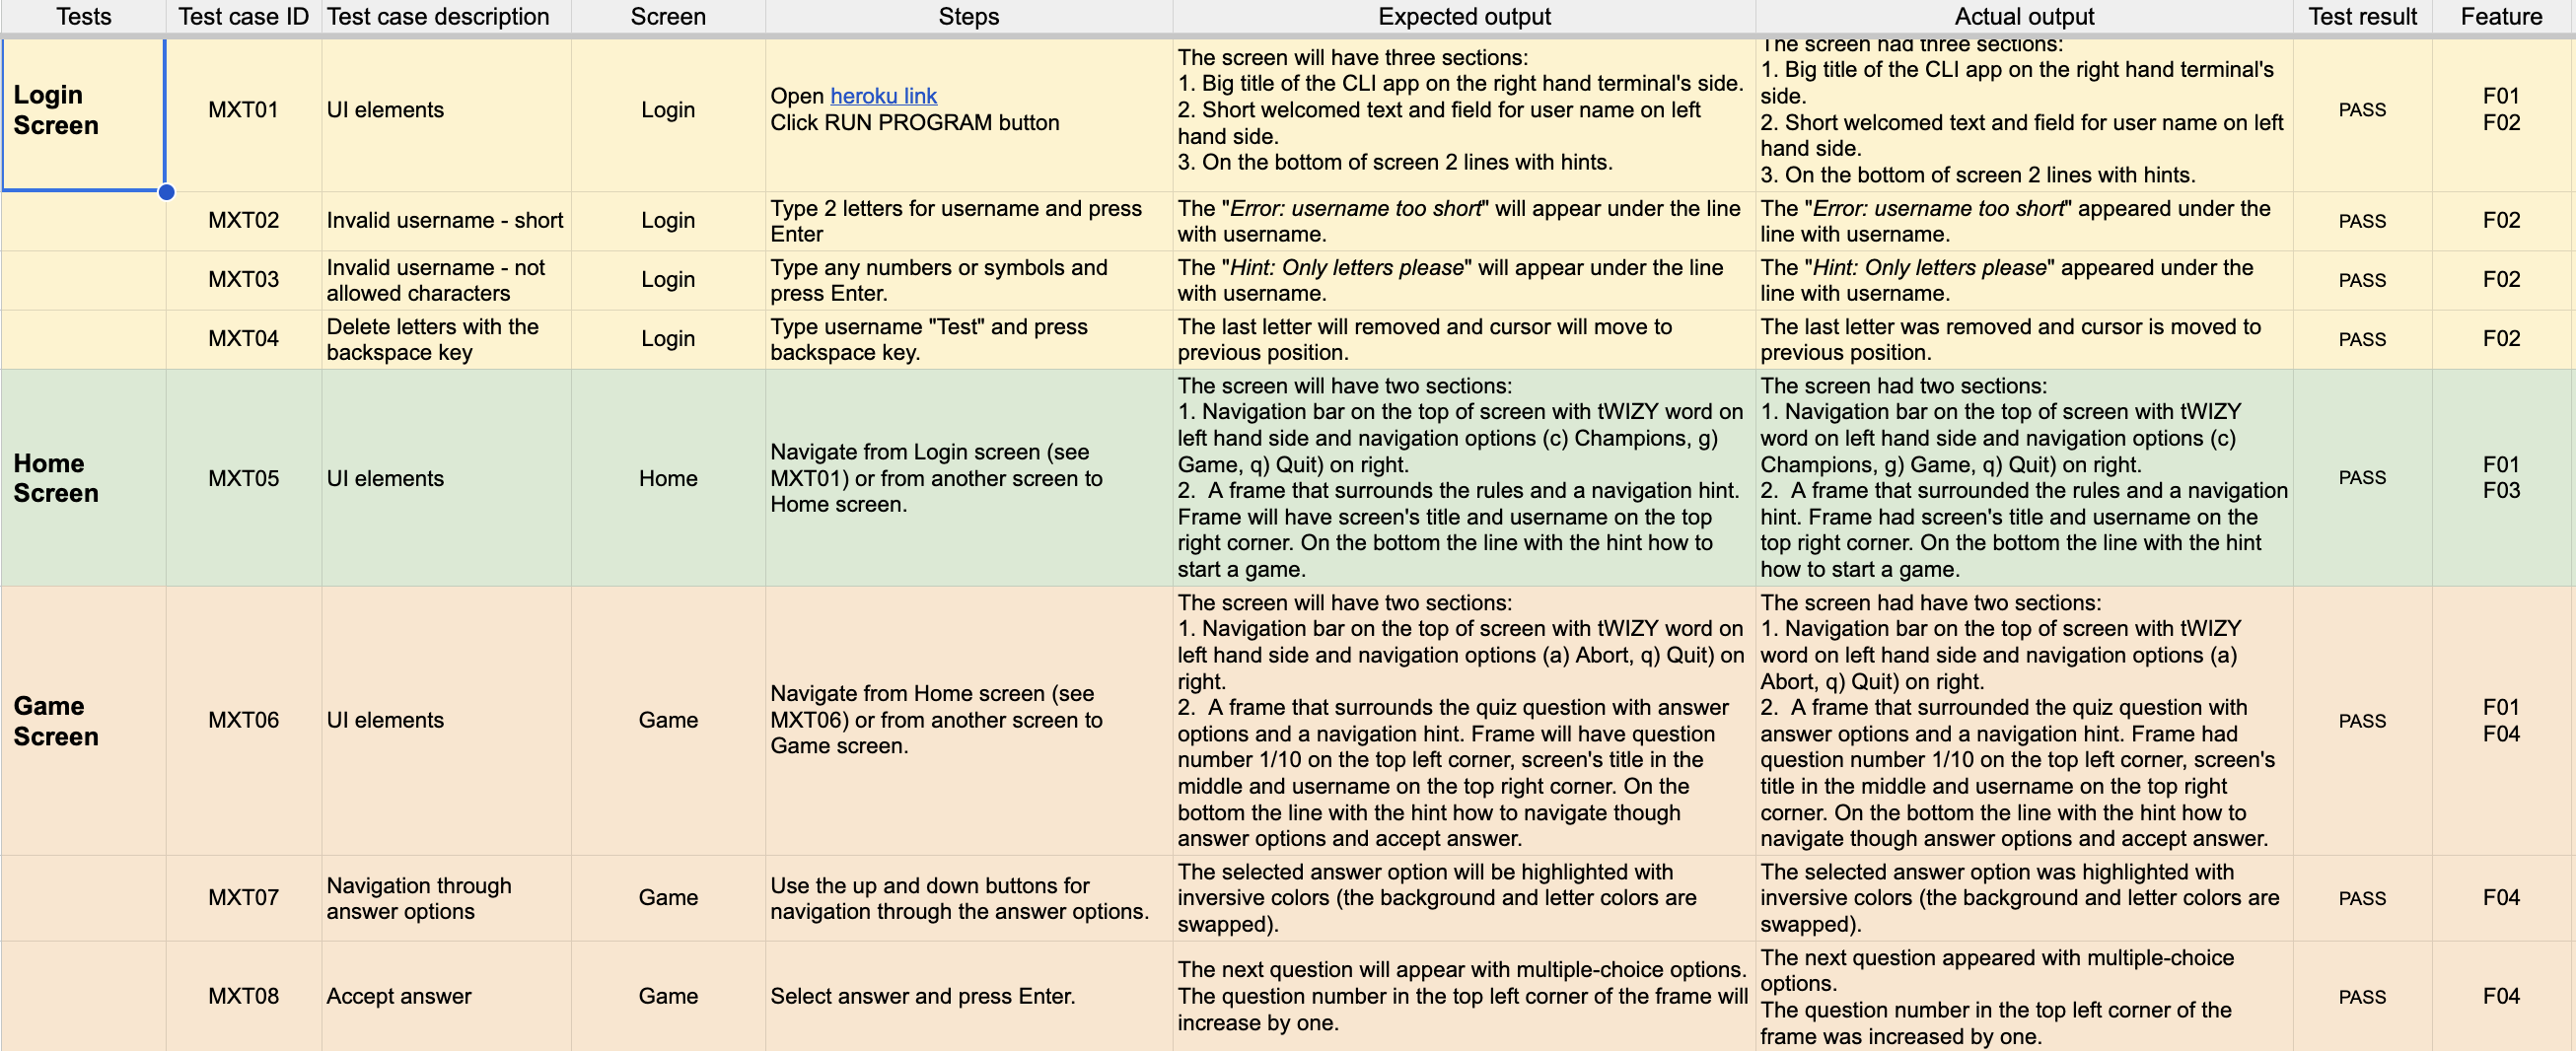 Tests Test case ID Test case description Screen Steps Expected output Actual output Test result Feature
Login
Screen
MXT01
UI elements
Login
Open heroku link
Click RUN PROGRAM button
The screen will have three sections:
1. Big title of the CLI app on the right hand terminal's side.
2. Short welcomed text and field for user name on left
hand side.
3. On the bottom of screen 2 lines with hints.
The screen had three sections:
1. Big title of the CLI app on the right hand terminal's
side.
2. Short welcomed text and field for user name on left
hand side.
3. On the bottom of screen 2 lines with hints.
PASS
F01
F02
MXT02
Invalid username - short
Login
Type 2 letters for username and press
Enter
The "Error: username too short" will appear under the line
with username.
The "Error: username too short" appeared under the
line with username.
PASS
F02
MXT03
Invalid username - not
allowed characters
Login
Type any numbers or symbols and
press Enter.
The "Hint: Only letters please" will appear under the line
with username.
The "Hint: Only letters please" appeared under the
line with username.
PASS
F02
MXT04
Delete letters with the
backspace key
Login
Type username "Test" and press
backspace key.
The last letter will removed and cursor will move to
previous position.
The last letter was removed and cursor is moved to
previous position.
PASS
F02
Home
Screen
MXT05
UI elements
Home
Navigate from Login screen (see
MXT01) or from another screen to
Home screen.
The screen will have two sections:
1. Navigation bar on the top of screen with tWIZY word on
left hand side and navigation options (c) Champions, g)
Game, q) Quit) on right.
2.  A frame that surrounds the rules and a navigation hint.
Frame will have screen's title and username on the top
right corner. On the bottom the line with the hint how to
start a game.
The screen had two sections:
1. Navigation bar on the top of screen with tWIZY
word on left hand side and navigation options (c)
Champions, g) Game, q) Quit) on right.
2.  A frame that surrounded the rules and a navigation
hint. Frame had screen's title and username on the
top right corner. On the bottom the line with the hint
how to start a game.
PASS
F01
F03
Game
Screen
MXT06
UI elements
Game
Navigate from Home screen (see
MXT06) or from another screen to
Game screen.
The screen will have two sections:
1. Navigation bar on the top of screen with tWIZY word on
left hand side and navigation options (a) Abort, q) Quit) on
right.
2.  A frame that surrounds the quiz question with answer
options and a navigation hint. Frame will have question
number 1/10 on the top left corner, screen's title in the
middle and username on the top right corner. On the
bottom the line with the hint how to navigate though
answer options and accept answer.
The screen had have two sections:
1. Navigation bar on the top of screen with tWIZY
word on left hand side and navigation options (a)
Abort, q) Quit) on right.
2.  A frame that surrounded the quiz question with
answer options and a navigation hint. Frame had
question number 1/10 on the top left corner, screen's
title in the middle and username on the top right
corner. On the bottom the line with the hint how to
navigate though answer options and accept answer.
PASS
F01
F04
MXT07
Navigation through
answer options
Game
Use the up and down buttons for
navigation through the answer options.
The selected answer option will be highlighted with
inversive colors (the background and letter colors are
swapped).
The selected answer option was highlighted with
inversive colors (the background and letter colors are
swapped).
PASS
F04
MXT08
Accept answer
Game
Select answer and press Enter.
The next question will appear with multiple-choice options.
The question number in the top left corner of the frame will
increase by one.
The next question appeared with multiple-choice
options.
The question number in the top left corner of the
frame was increased by one.
PASS
F04